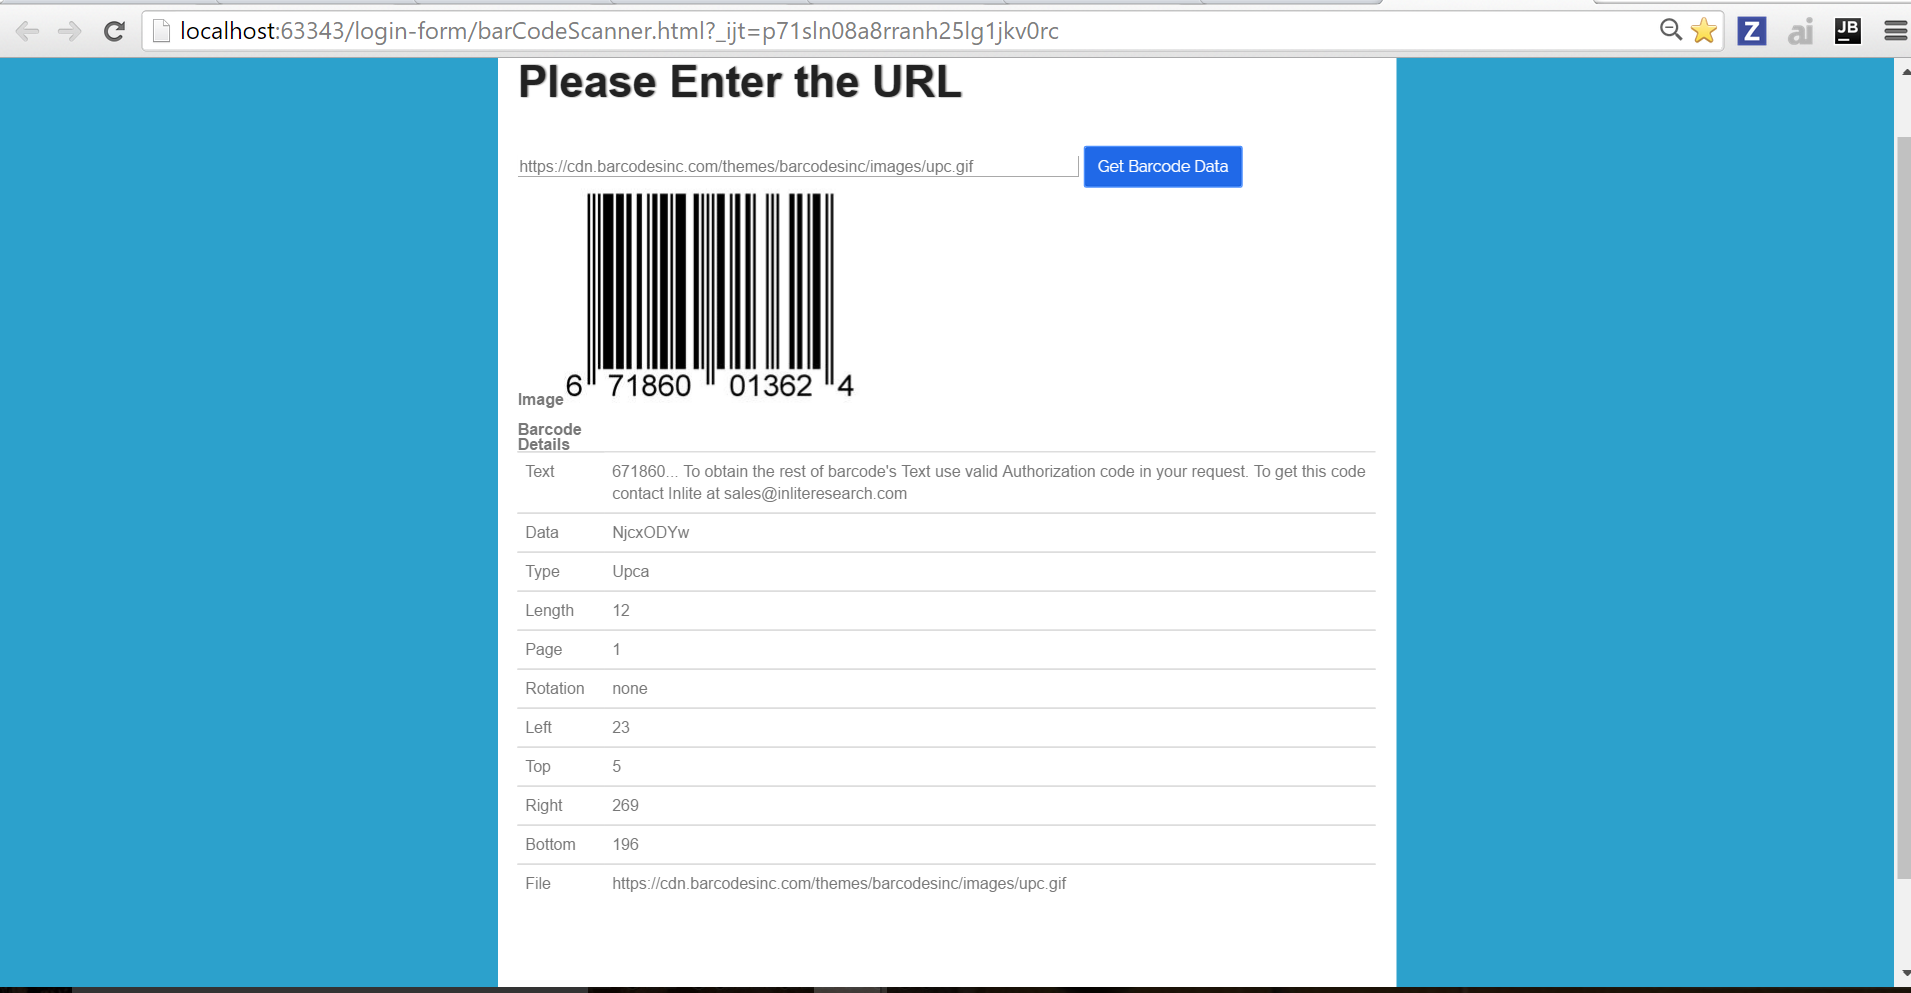 localhost:63343/login-form/barCodeScanner.html?_ijt=p71sln08a8rranh25lg1jkv0rc
Z
ai
JB
Please Enter the URL
https://cdn.barcodesinc.com/themes/barcodesinc/images/upc.gif
Get Barcode Data
6 71860 01362 4
Image
Barcode
Details
Text 671860... To obtain the rest of barcode's Text use valid Authorization code in your request. To get this code
contact Inlite at sales@inliteresearch.com
Data NjcxODYw
Type Upca
Length 12
Page 1
Rotation none
Left 23
Top 5
Right 269
Bottom 196
File https://cdn.barcodesinc.com/themes/barcodesinc/images/upc.gif